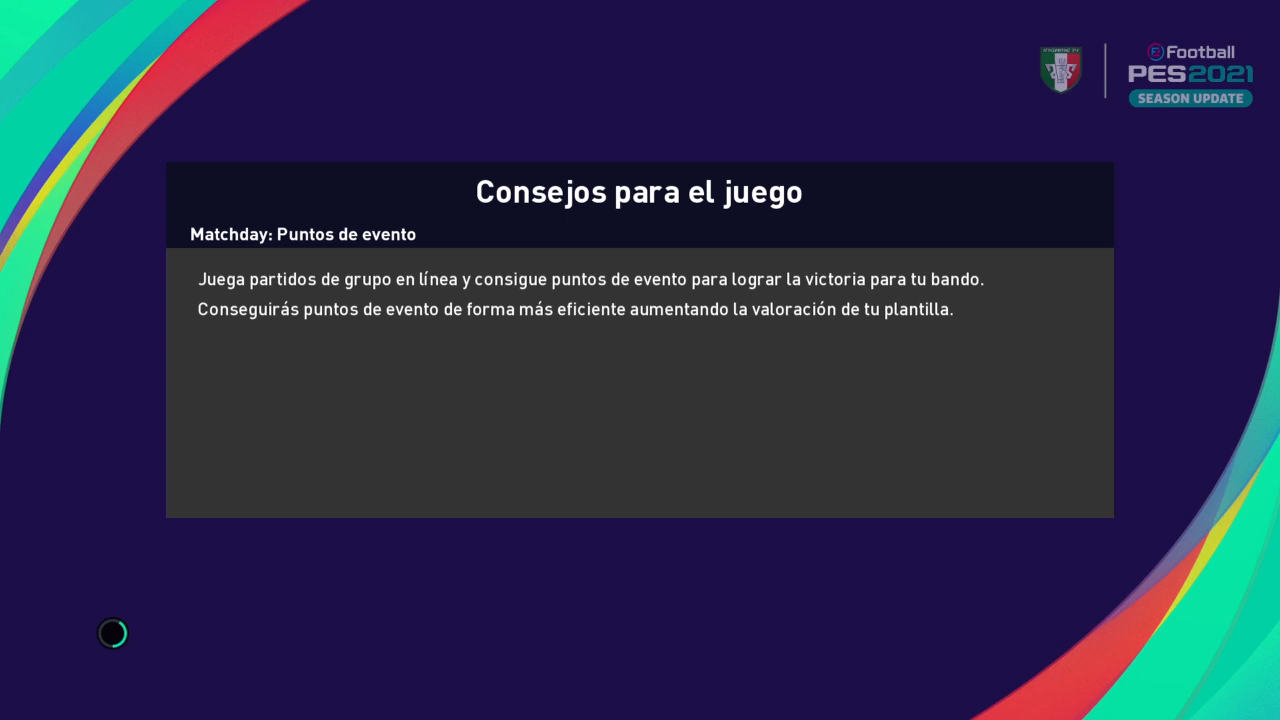 eFootball
PES2021
SEASON UPDATE
Consejos para el juego
Matchday: Puntos de evento
Juega partidos de grupo en línea y consigue puntos de evento para lograr la victoria para tu bando.
Conseguirás puntos de evento de forma más eficiente aumentando la valoración de tu plantilla.